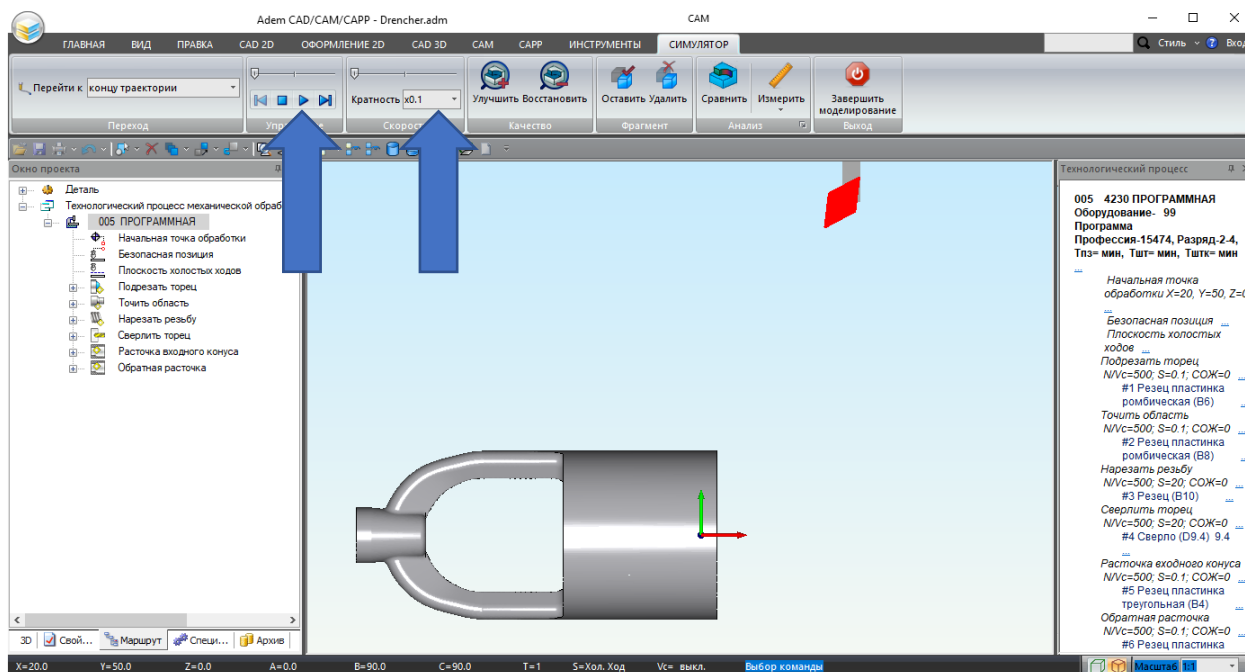 Adem CAD/CAM/CAPP - Drencher.adm
CAM
ГЛАВНАЯ ВИД ПРАВКА CAD 2D ОФОРМЛЕНИЕ 2D CAD 3D CAM CAPP ИНСТРУМЕНТЫ СИМУЛЯТОР
Стиль ? Вход
Перейти к концу траектории
Кратность x0.1
Улучшить Восстановить
Оставить Удалить
Сравнить Измерить
Завершить
моделирование
Переход
Качество
Фрагмент
Анализ
Выход
Окно проекта
Деталь
Технологический процесс механической обраб
005 ПРОГРАММНАЯ
Начальная точка обработки
Безопасная позиция
Плоскость холостых ходов
Подрезать торец
Точить область
Нарезать резьбу
Сверлить торец
Расточка входного конуса
Обратная расточка
3D Свой... Маршрут Специ... Архив
Технологический процесс
005 4230 ПРОГРАММНАЯ
Оборудование- 99
Программа
Профессия-15474, Разряд-2-4,
Тпз= мин, Тшт= мин, Тштк= мин
...
Начальная точка
обработки X=20, Y=50, Z=0
...
Безопасная позиция ...
Плоскость холостых
ходов ...
Подрезать торец
N/Vc=500; S=0.1; СОЖ=0 ...
#1 Резец пластинка
ромбическая (B6) ...
Точить область
N/Vc=500; S=0.1; СОЖ=0 ...
#2 Резец пластинка
ромбическая (B8) ...
Нарезать резьбу
N/Vc=500; S=20; СОЖ=0 ...
#3 Резец (B10) ...
Сверлить торец
N/Vc=500; S=20; СОЖ=0 ...
#4 Сверло (D9.4) 9.4
...
Расточка входного конуса
N/Vc=500; S=0.1; СОЖ=0 ...
#5 Резец пластинка
треугольная (B4) ...
Обратная расточка
N/Vc=500; S=0.1; СОЖ=0 ...
#6 Резец пластинка
X=20.0 Y=50.0 Z=0.0 A=0.0 B=90.0 C=90.0 T=1 S=Хол. Ход Vc= выкл. Выбор команды
Масштаб 1:1